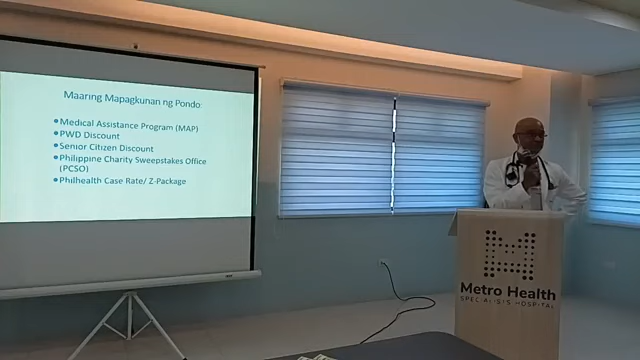 Maaring Mapagkunan ng Pondo
•Medical Assistance Program (MAP)
•PWD Discount
•Senior Citizen Discount
•Philippine Charity Sweepstakes Office
(PCSO)
•Philhealth Case Rate/ Z-Package
Metro Health
SPECIALISTS HOSPITAL